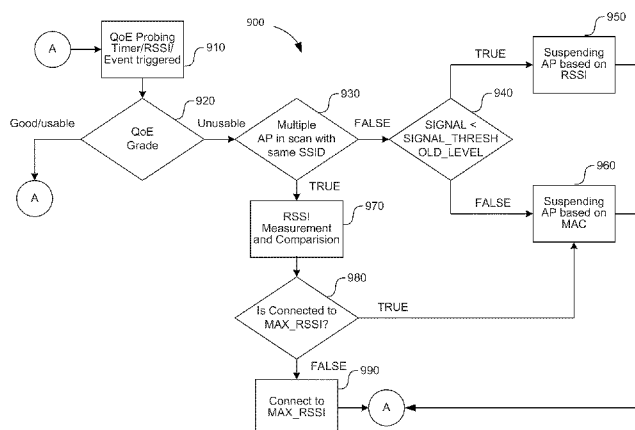 900
A
QoE Probing
Timer/RSSI/
Event triggered
910
Good/usable
QoE
Grade
920
Unusable
Multiple
AP in scan with
same SSID
930
FALSE
SIGNAL <
SIGNAL_THRESH
OLD_LEVEL
940
TRUE
Suspending
AP based on
RSSI
950
FALSE
Suspending
AP based on
MAC
960
A
TRUE
RSSI
Measurement
and Comparision
970
Is Connected to
MAX_RSSI?
980
TRUE
FALSE
Connect to
MAX_RSSI
990
A